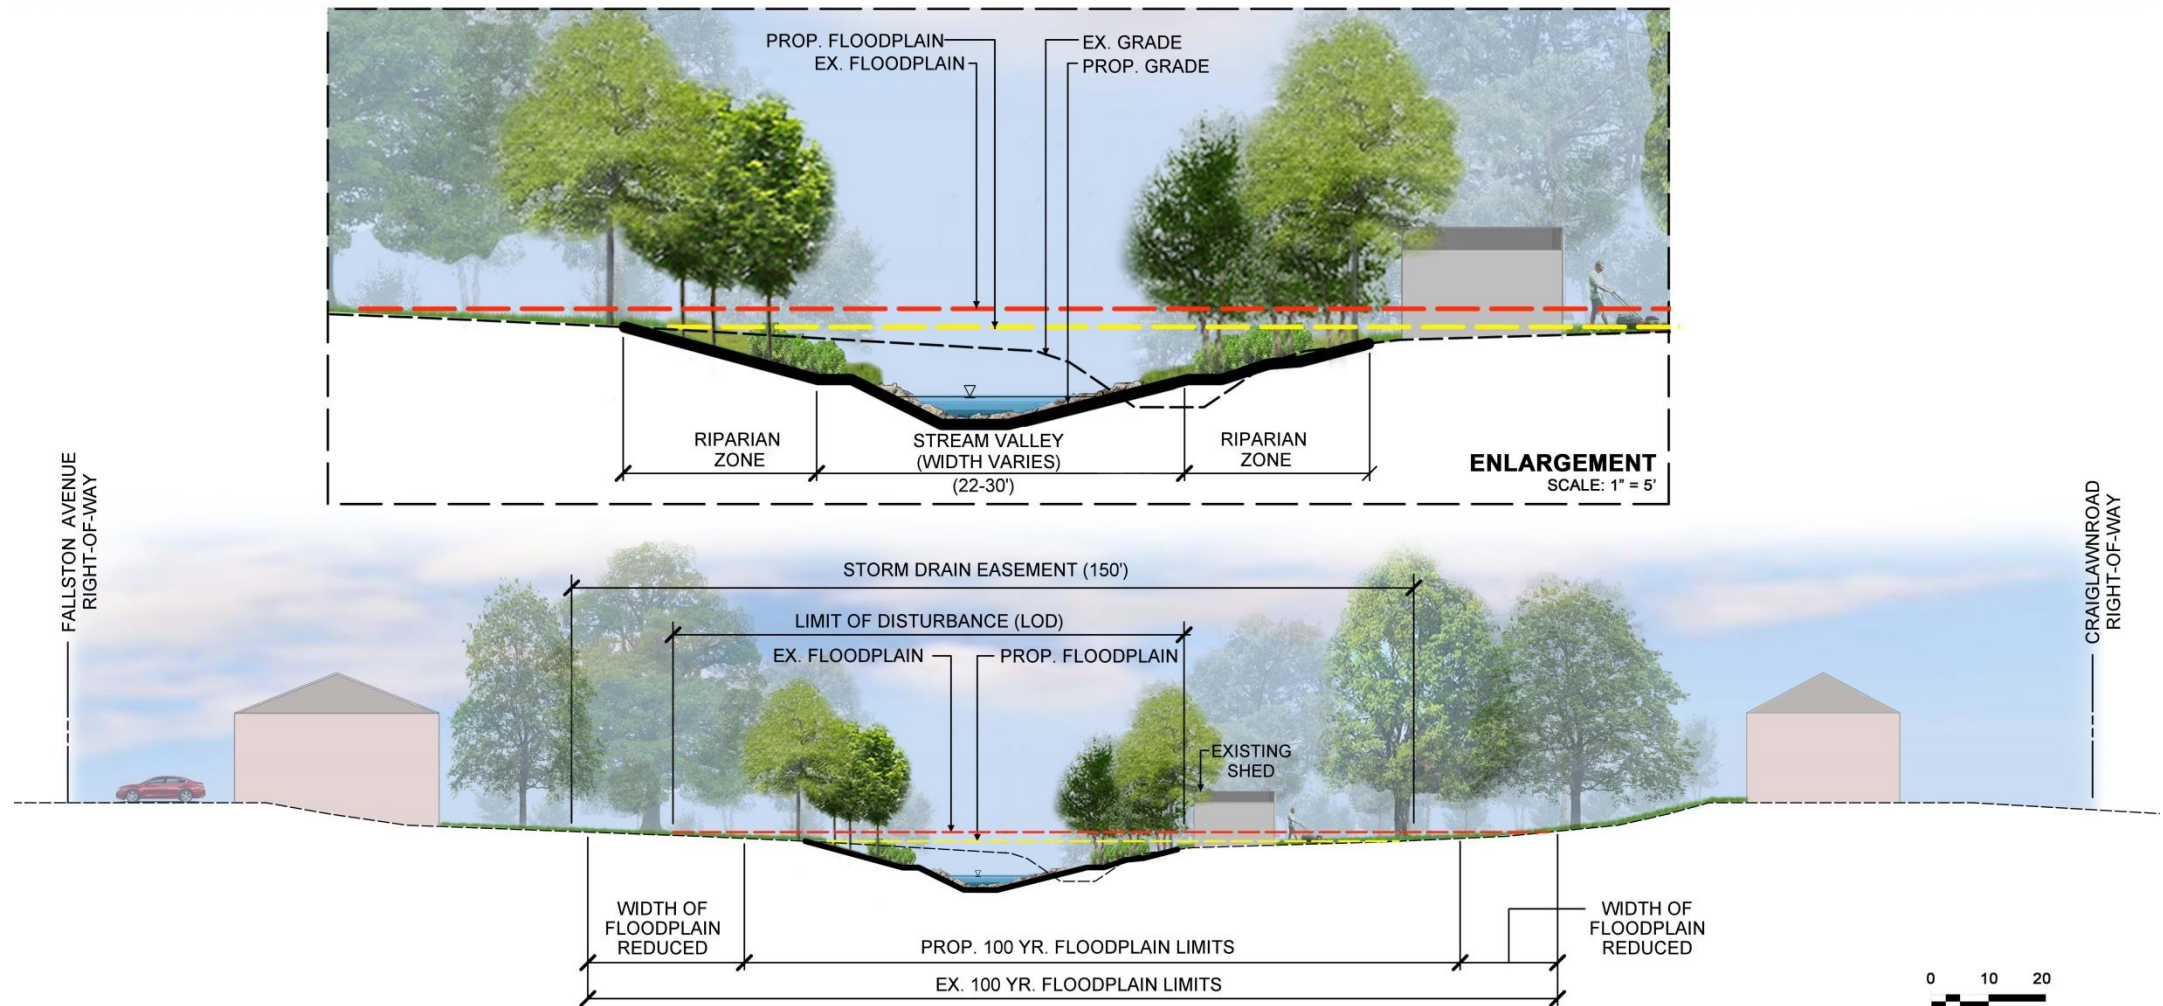 PROP. FLOODPLAIN
EX. FLOODPLAIN
EX. GRADE
PROP. GRADE
RIPARIAN
ZONE
STREAM VALLEY
(WIDTH VARIES)
(22-30')
RIPARIAN
ZONE
ENLARGEMENT
SCALE: 1" = 5'
FALLSTON AVENUE
RIGHT-OF-WAY
CRAIGLAWNROAD
RIGHT-OF-WAY
STORM DRAIN EASEMENT (150')
LIMIT OF DISTURBANCE (LOD)
EX. FLOODPLAIN
PROP. FLOODPLAIN
EXISTING
SHED
WIDTH OF
FLOODPLAIN
REDUCED
PROP. 100 YR. FLOODPLAIN LIMITS
WIDTH OF
FLOODPLAIN
REDUCED
EX. 100 YR. FLOODPLAIN LIMITS
0 10 20